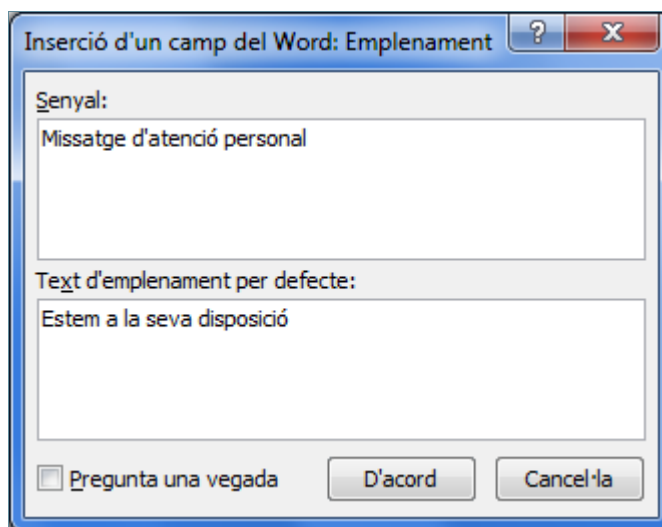 Inserció d'un camp del Word: Emplenament
Senyal:
Missatge d'atenció personal
Text d'emplenament per defecte:
Estem a la seva disposició
Pregunta una vegada
D'acord
Cancel·la